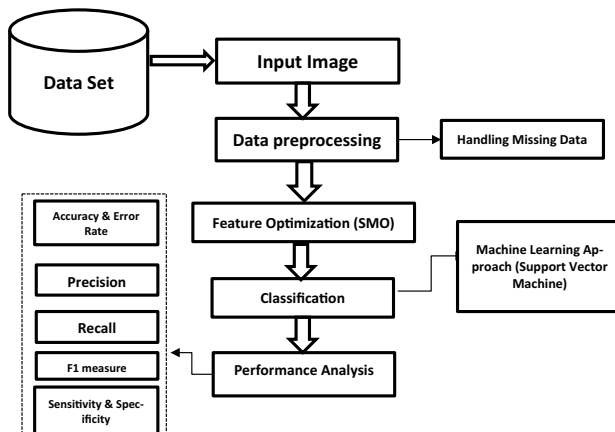 Data Set
Input Image
Data preprocessing
Handling Missing Data
Feature Optimization (SMO)
Accuracy & Error
Rate
Machine Learning Ap-
proach (Support Vector
Machine)
Precision
Classification
Recall
F1 measure
Performance Analysis
Sensitivity & Spec-
ificity